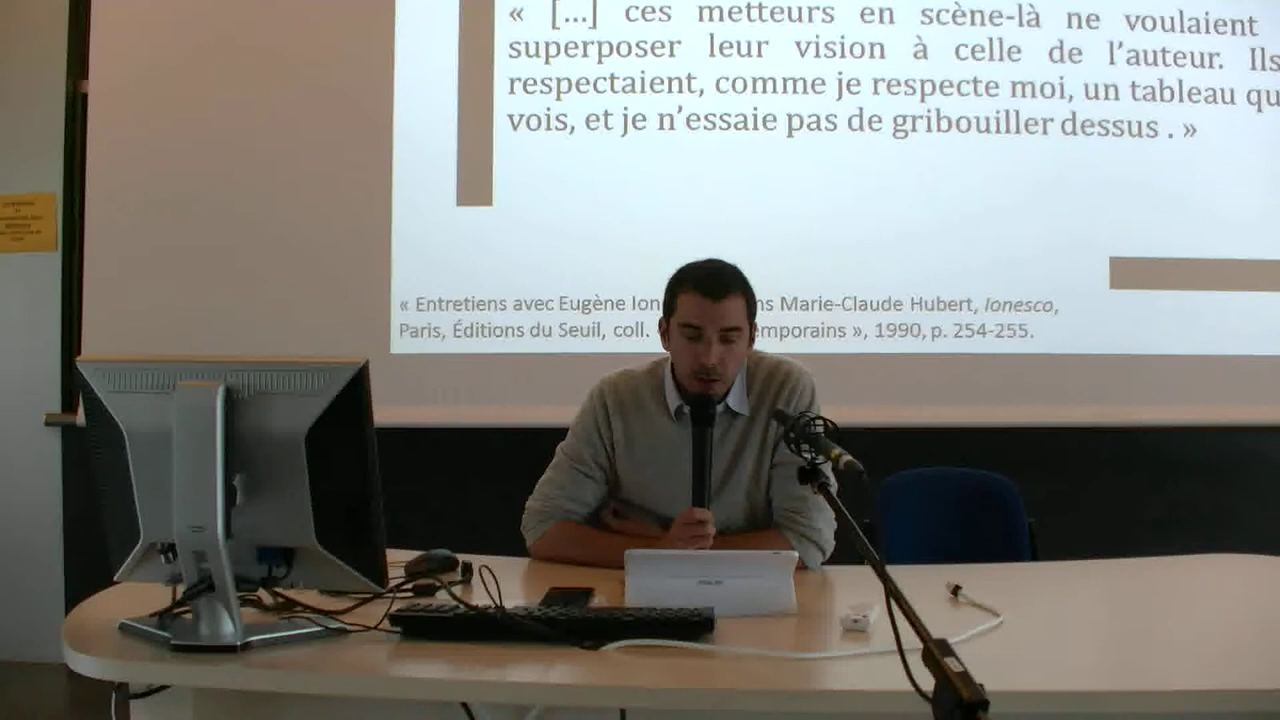 « [...] ces metteurs en scène-là ne voulaient
superposer leur vision à celle de l’auteur. Ils
respectaient, comme je respecte moi, un tableau qu
vois, et je n’essaie pas de gribouiller dessus . »
« Entretiens avec Eugène Ion ns Marie-Claude Hubert, Ionesco,
Paris, Éditions du Seuil, coll. emporains », 1990, p. 254-255.